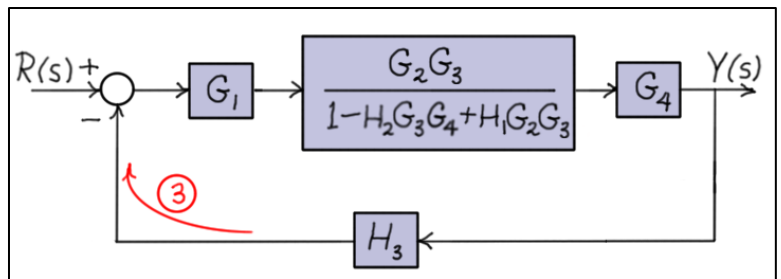 R(s) +
−
G₁
G₂G₃
1−H₂G₃G₄+H₁G₂G₃
G₄
Y(s)
③
H₃